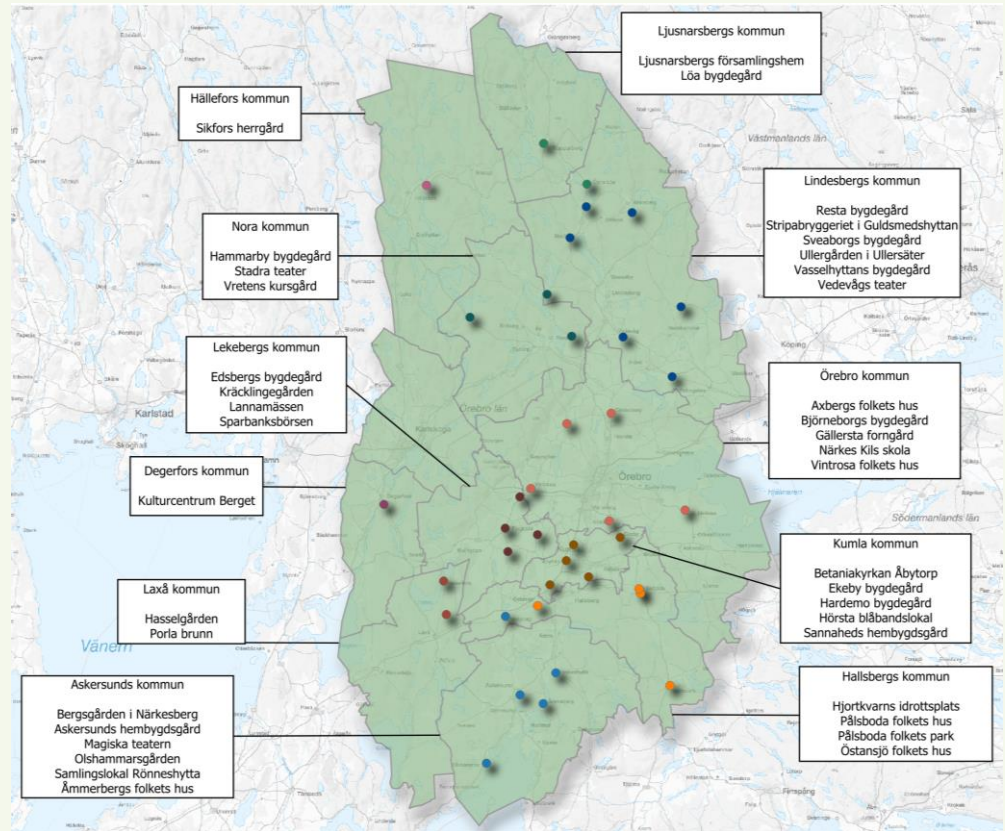 Ljusnarsbergs kommun
Ljusnarsbergs församlingshem
Löa bygdegård
Hällefors kommun
Sikfors herrgård
Västmanlands län
Lindesbergs kommun
Resta bygdegård
Stripabryggeriet i Guldsmedshyttan
Sveaborgs bygdegård
Ullergården i Ullersäter
Vasselhyttans bygdegård
Vedevågs teater
Nora kommun
Hammarby bygdegård
Stadra teater
Vretens kursgård
Köping
Lekebergs kommun
Edsbergs bygdegård
Kräcklingegården
Lannamässen
Sparbanksbörsen
Örebro län
Karlskoga
Karlstad
Örebro kommun
Axbergs folkets hus
Björneborgs bygdegård
Gällersta forngård
Närkes Kils skola
Vintrosa folkets hus
Örebro
Degerfors kommun
Kulturcentrum Berget
Södermanlands län
Kumla kommun
Betaniakyrkan Åbytorp
Ekeby bygdegård
Hardemo bygdegård
Hörsta blåbandslokal
Sannaheds hembygdsgård
Laxå kommun
Hasselgården
Porla brunn
Vänern
Hallsbergs kommun
Hjortkvarns idrottsplats
Pålsboda folkets hus
Pålsboda folkets park
Östansjö folkets hus
Askersunds kommun
Bergsgården i Närkesberg
Askersunds hembygdsgård
Magiska teatern
Olshammarsgården
Samlingslokal Rönneshytta
Åmmerbergs folkets hus
Finspång